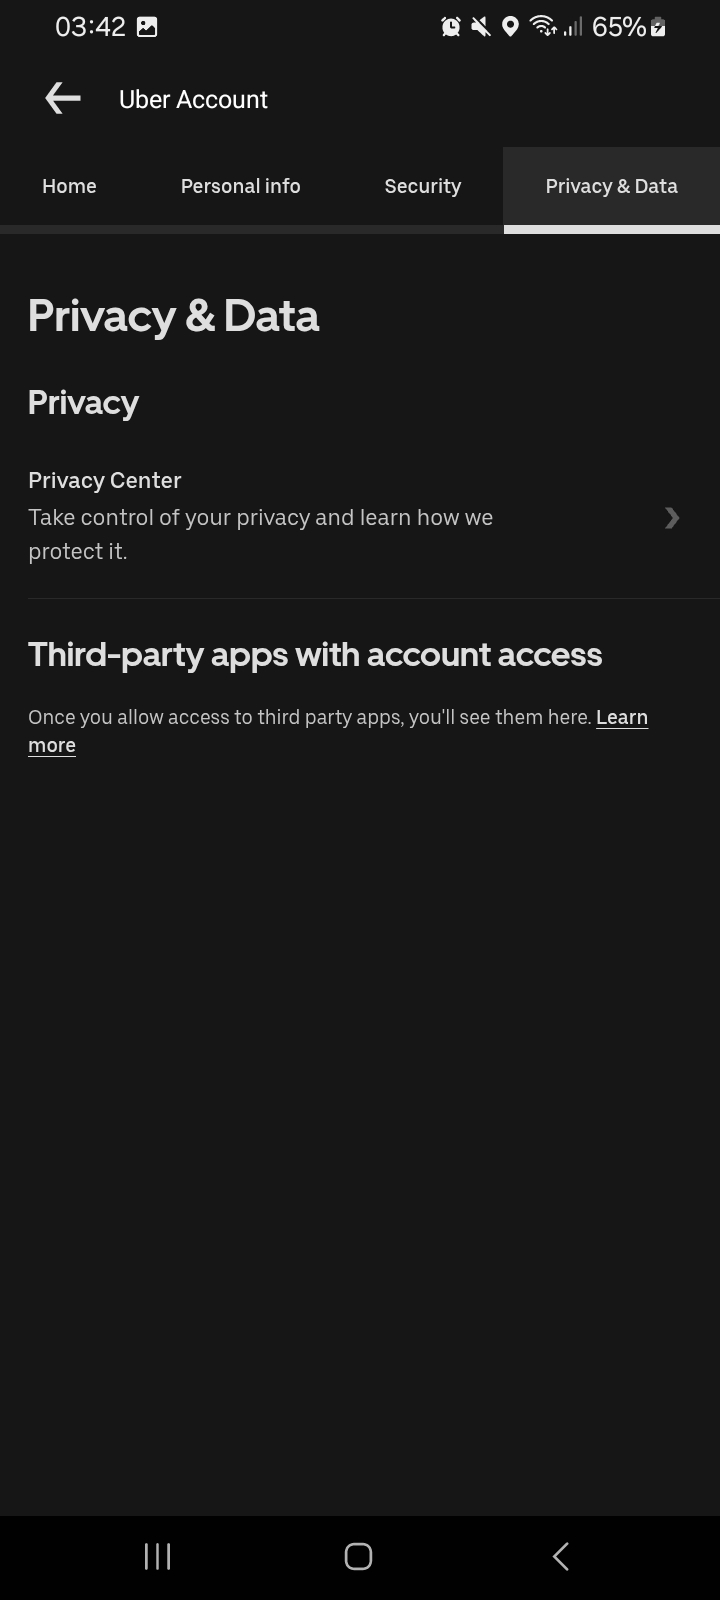 03:42
65%
Uber Account
Home Personal info Security Privacy & Data
Privacy & Data
Privacy
Privacy Center
Take control of your privacy and learn how we
protect it.
Third-party apps with account access
Once you allow access to third party apps, you'll see them here. Learn
more